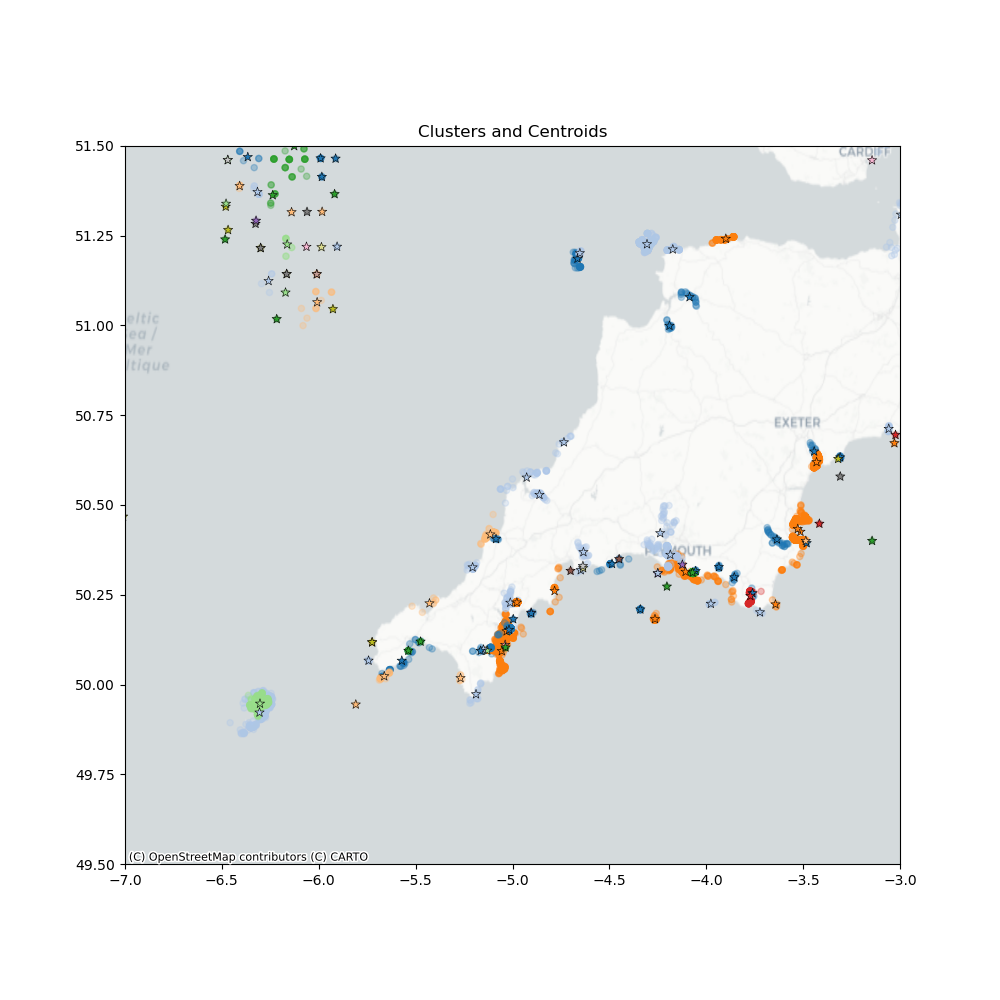 Clusters and Centroids
51.50
51.25
51.00
50.75
50.50
50.25
50.00
49.75
49.50
CARDIFF
eltic
Sea /
Mer
ltique
EXETER
MOUTH
(C) OpenStreetMap contributors (C) CARTO
−7.0 −6.5 −6.0 −5.5 −5.0 −4.5 −4.0 −3.5 −3.0